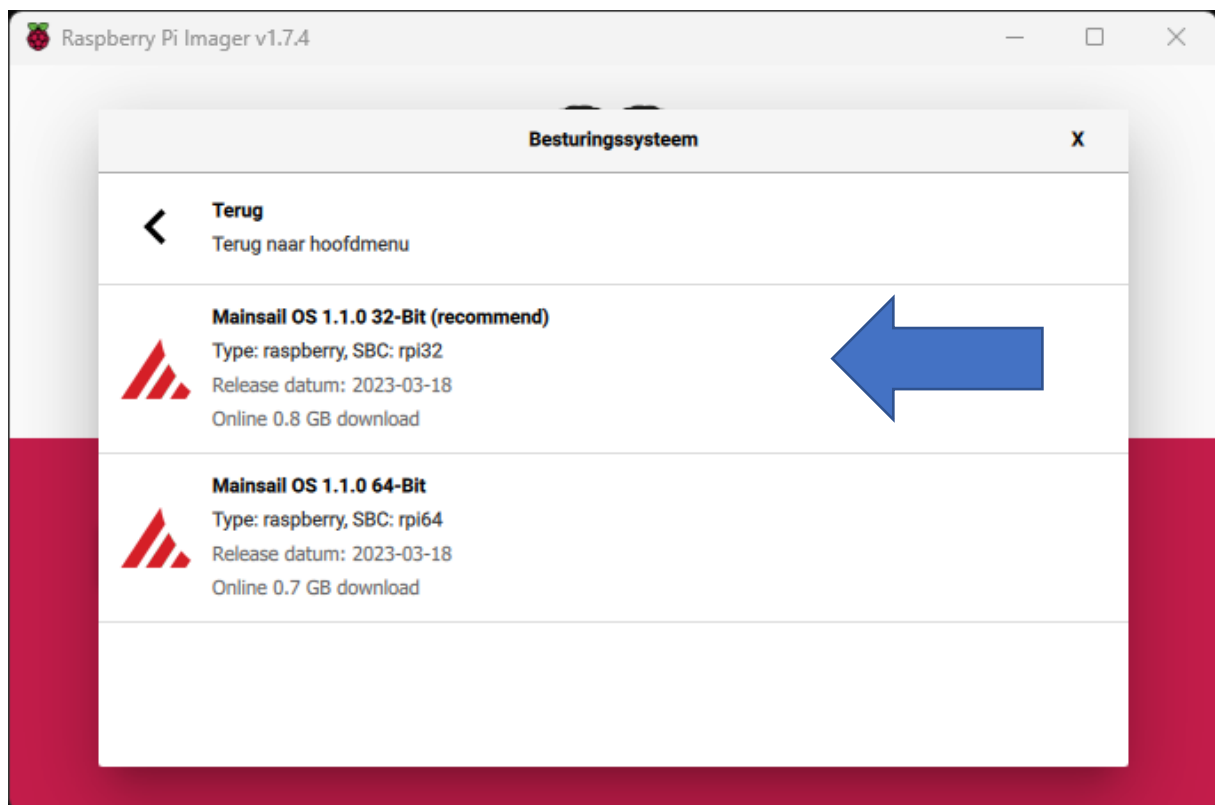 Raspberry Pi Imager v1.7.4
Besturingssysteem
X
Terug
Terug naar hoofdmenu
Mainsail OS 1.1.0 32-Bit (recommend)
Type: raspberry, SBC: rpi32
Release datum: 2023-03-18
Online 0.8 GB download
Mainsail OS 1.1.0 64-Bit
Type: raspberry, SBC: rpi64
Release datum: 2023-03-18
Online 0.7 GB download